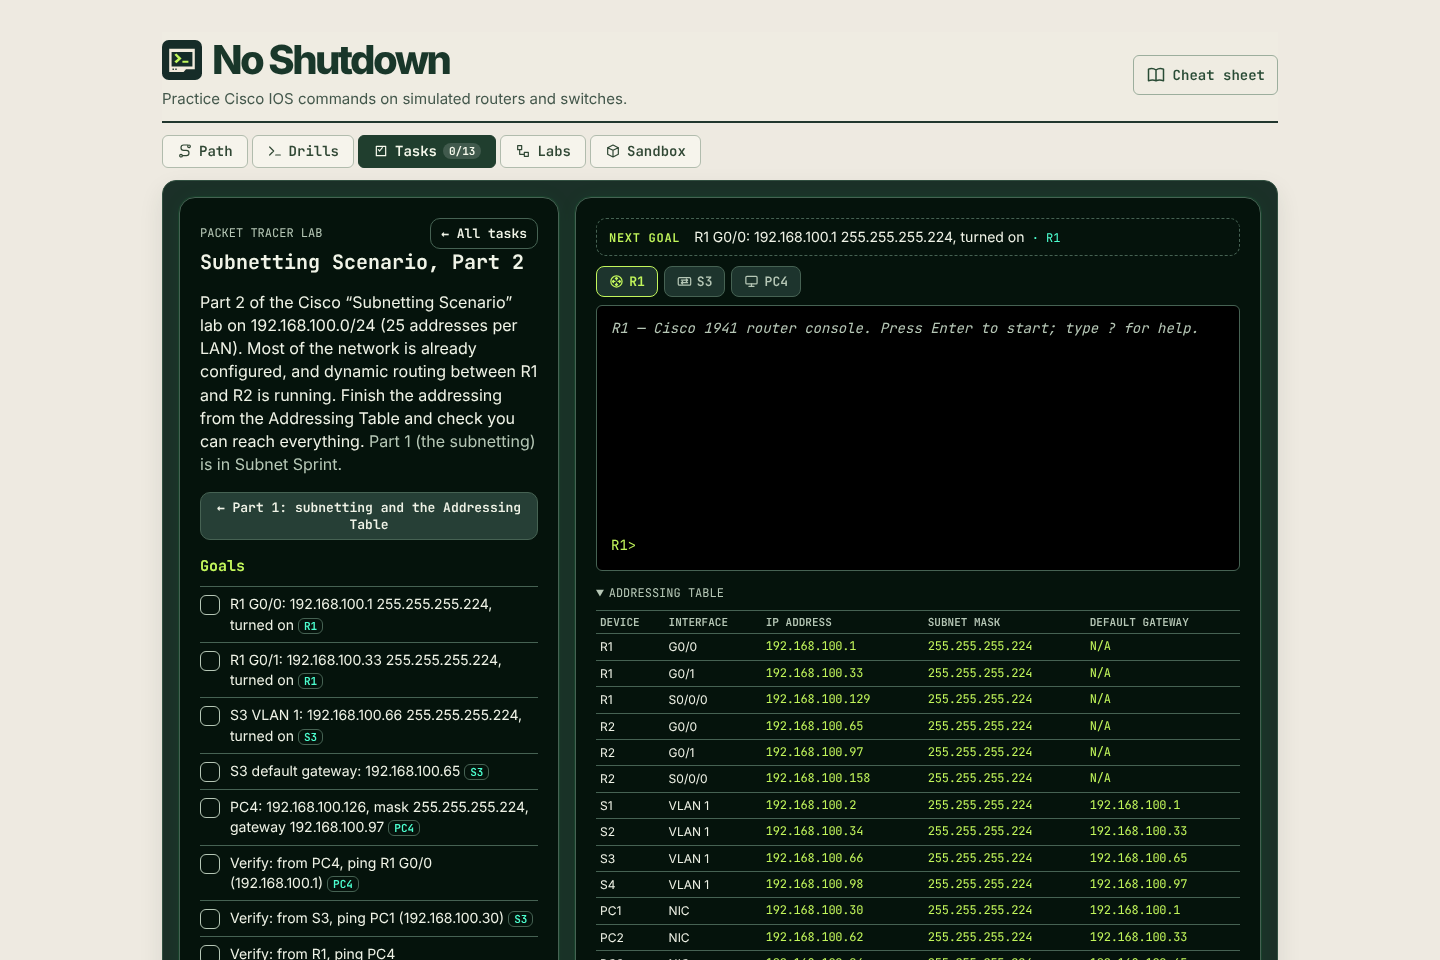 No Shutdown
Practice Cisco IOS commands on simulated routers and switches.
Cheat sheet
Path
Drills
Tasks 0/13
Labs
Sandbox
PACKET TRACER LAB
← All tasks
Subnetting Scenario, Part 2
Part 2 of the Cisco “Subnetting Scenario”
lab on 192.168.100.0/24 (25 addresses per
LAN). Most of the network is already
configured, and dynamic routing between R1
and R2 is running. Finish the addressing
from the Addressing Table and check you
can reach everything. Part 1 (the subnetting)
is in Subnet Sprint.
← Part 1: subnetting and the Addressing
Table
Goals
R1 G0/0: 192.168.100.1 255.255.255.224,
turned on R1
R1 G0/1: 192.168.100.33 255.255.255.224,
turned on R1
S3 VLAN 1: 192.168.100.66 255.255.255.224,
turned on S3
S3 default gateway: 192.168.100.65 S3
PC4: 192.168.100.126, mask 255.255.255.224,
gateway 192.168.100.97 PC4
Verify: from PC4, ping R1 G0/0
(192.168.100.1) PC4
Verify: from S3, ping PC1 (192.168.100.30) S3
Verify: from R1, ping PC4
NEXT GOAL R1 G0/0: 192.168.100.1 255.255.255.224, turned on · R1
R1
S3
PC4
R1 — Cisco 1941 router console. Press Enter to start; type ? for help.
R1>
▼ ADDRESSING TABLE
DEVICE INTERFACE IP ADDRESS SUBNET MASK DEFAULT GATEWAY
R1 G0/0 192.168.100.1 255.255.255.224 N/A
R1 G0/1 192.168.100.33 255.255.255.224 N/A
R1 S0/0/0 192.168.100.129 255.255.255.224 N/A
R2 G0/0 192.168.100.65 255.255.255.224 N/A
R2 G0/1 192.168.100.97 255.255.255.224 N/A
R2 S0/0/0 192.168.100.158 255.255.255.224 N/A
S1 VLAN 1 192.168.100.2 255.255.255.224 192.168.100.1
S2 VLAN 1 192.168.100.34 255.255.255.224 192.168.100.33
S3 VLAN 1 192.168.100.66 255.255.255.224 192.168.100.65
S4 VLAN 1 192.168.100.98 255.255.255.224 192.168.100.97
PC1 NIC 192.168.100.30 255.255.255.224 192.168.100.1
PC2 NIC 192.168.100.62 255.255.255.224 192.168.100.33